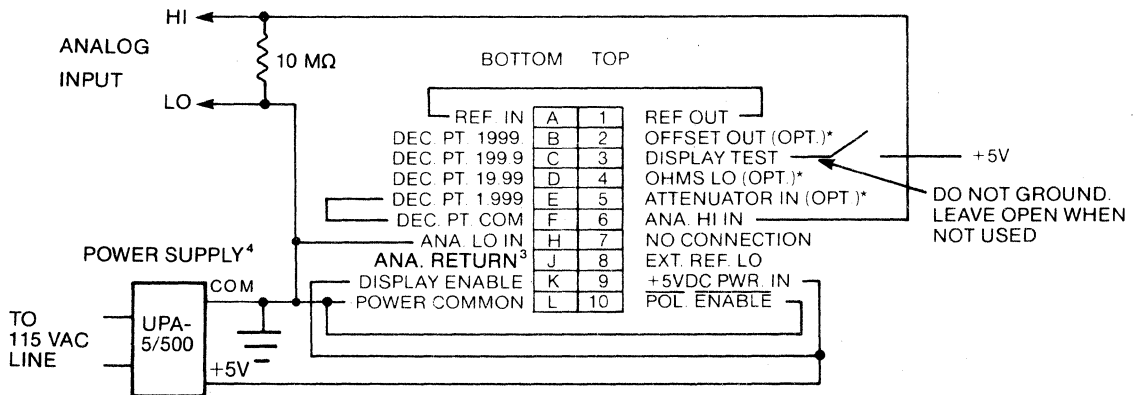 HI
ANALOG
INPUT
10 MΩ
LO
BOTTOM TOP
REF. IN A 1 REF OUT
DEC. PT. 1999. B 2 OFFSET OUT (OPT.)*
DEC. PT. 199.9 C 3 DISPLAY TEST
DEC. PT. 19.99 D 4 OHMS LO (OPT.)*
DEC. PT. 1.999 E 5 ATTENUATOR IN (OPT.)*
DEC. PT. COM F 6 ANA. HI IN
ANA. LO IN H 7 NO CONNECTION
ANA. RETURN³ J 8 EXT. REF. LO
DISPLAY ENABLE K 9 +5VDC PWR. IN
POWER COMMON L 10 POL. ENABLE
+5V
DO NOT GROUND.
LEAVE OPEN WHEN
NOT USED
POWER SUPPLY⁴
COM
TO
115 VAC
LINE
UPA-
5/500
+5V